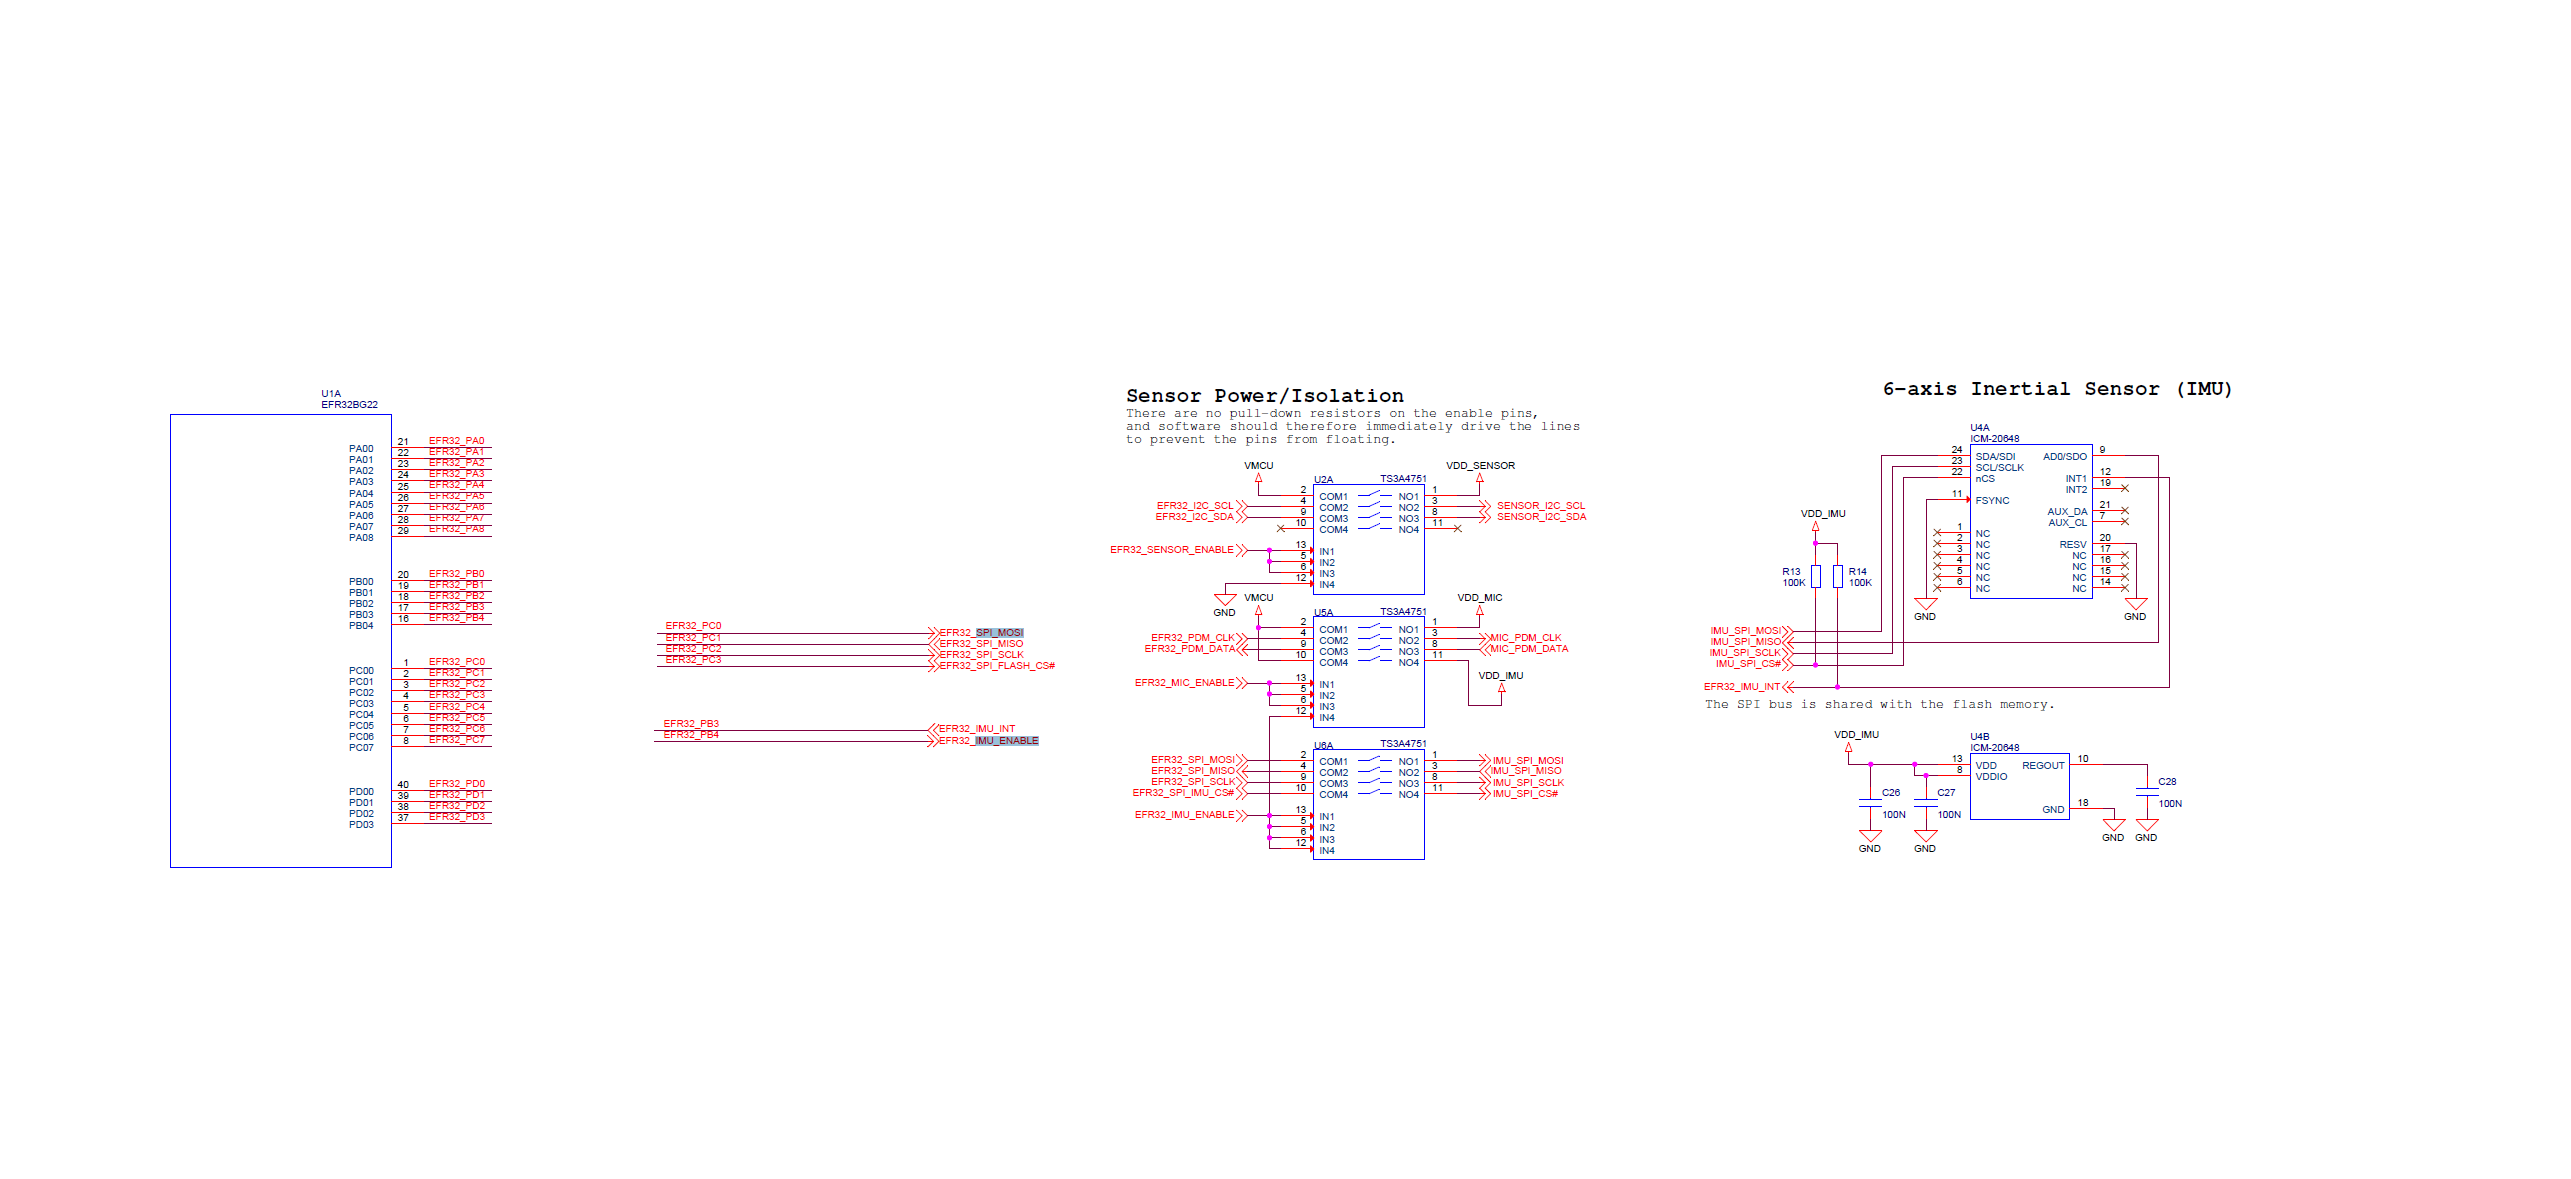 U1A
EFR32BG22
PA00 21 EFR32_PA0
PA01 22 EFR32_PA1
PA02 23 EFR32_PA2
PA03 24 EFR32_PA3
PA04 25 EFR32_PA4
PA05 26 EFR32_PA5
PA06 27 EFR32_PA6
PA07 28 EFR32_PA7
PA08 29 EFR32_PA8
PB00 20 EFR32_PB0
PB01 19 EFR32_PB1
PB02 18 EFR32_PB2
PB03 17 EFR32_PB3
PB04 16 EFR32_PB4
PC00 1 EFR32_PC0
PC01 2 EFR32_PC1
PC02 3 EFR32_PC2
PC03 4 EFR32_PC3
PC04 5 EFR32_PC4
PC05 6 EFR32_PC5
PC06 7 EFR32_PC6
PC07 8 EFR32_PC7
PD00 40 EFR32_PD0
PD01 39 EFR32_PD1
PD02 38 EFR32_PD2
PD03 37 EFR32_PD3
EFR32_PC0 EFR32_SPI_MOSI
EFR32_PC1 EFR32_SPI_MISO
EFR32_PC2 EFR32_SPI_SCLK
EFR32_PC3 EFR32_SPI_FLASH_CS#
EFR32_PB3 EFR32_IMU_INT
EFR32_PB4 EFR32_IMU_ENABLE
Sensor Power/Isolation
There are no pull-down resistors on the enable pins,
and software should therefore immediately drive the lines
to prevent the pins from floating.
VMCU VDD_SENSOR
U2A TS3A4751
2 COM1 NO1 1
EFR32_I2C_SCL 4 COM2 NO2 3 SENSOR_I2C_SCL
EFR32_I2C_SDA 9 COM3 NO3 8 SENSOR_I2C_SDA
10 COM4 NO4 11
EFR32_SENSOR_ENABLE 13 IN1
5 IN2
6 IN3
12 IN4
GND
VMCU VDD_MIC
U5A TS3A4751
2 COM1 NO1 1
EFR32_PDM_CLK 4 COM2 NO2 3 MIC_PDM_CLK
EFR32_PDM_DATA 9 COM3 NO3 8 MIC_PDM_DATA
10 COM4 NO4 11
VDD_IMU
EFR32_MIC_ENABLE 13 IN1
5 IN2
6 IN3
12 IN4
U6A TS3A4751
EFR32_SPI_MOSI 2 COM1 NO1 1 IMU_SPI_MOSI
EFR32_SPI_MISO 4 COM2 NO2 3 IMU_SPI_MISO
EFR32_SPI_SCLK 9 COM3 NO3 8 IMU_SPI_SCLK
EFR32_SPI_IMU_CS# 10 COM4 NO4 11 IMU_SPI_CS#
EFR32_IMU_ENABLE 13 IN1
5 IN2
6 IN3
12 IN4
6-axis Inertial Sensor (IMU)
U4A
ICM-20648
24 SDA/SDI AD0/SDO 9
23 SCL/SCLK
22 nCS INT1 12
INT2 19
11 FSYNC
AUX_DA 21
AUX_CL 7
1 NC
2 NC RESV 20
3 NC NC 17
4 NC NC 16
5 NC NC 15
6 NC NC 14
VDD_IMU
R13
100K
R14
100K
GND
GND
IMU_SPI_MOSI
IMU_SPI_MISO
IMU_SPI_SCLK
IMU_SPI_CS#
EFR32_IMU_INT
The SPI bus is shared with the flash memory.
VDD_IMU
U4B
ICM-20648
13 VDD REGOUT 10
8 VDDIO
GND 18
C26
100N
C27
100N
C28
100N
GND
GND
GND
GND